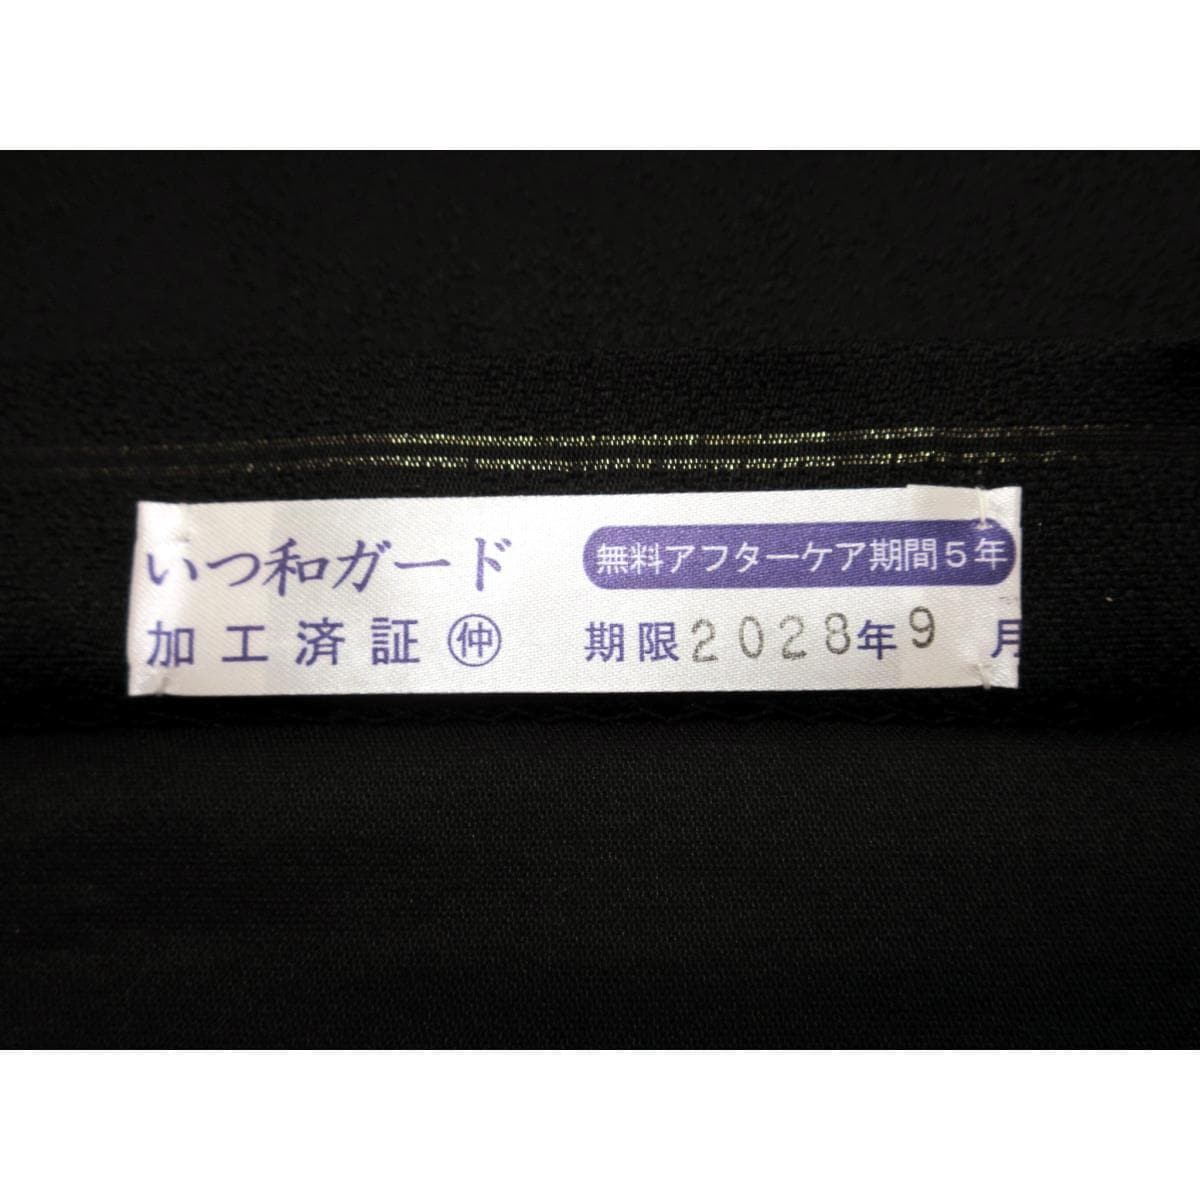 いつ和ガード
無料アフターケア期間5年
加工済証㊥仲
期限2028年9月